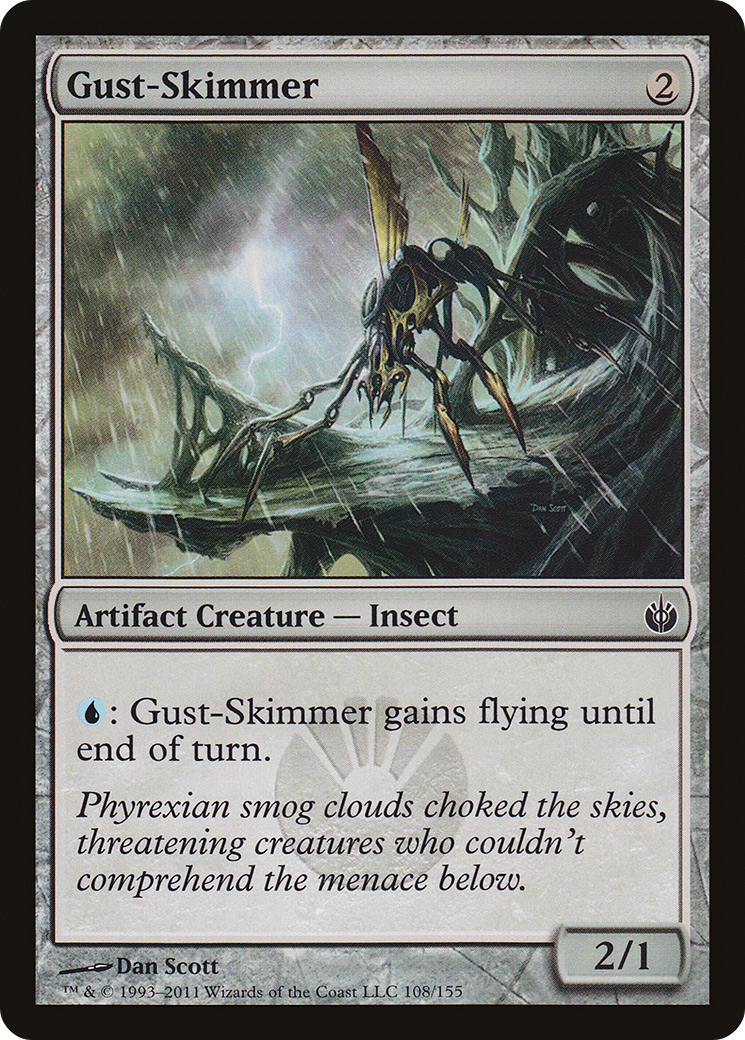 Gust-Skimmer 2
DAN SCOTT
Artifact Creature — Insect
: Gust-Skimmer gains flying until
end of turn.
Phyrexian smog clouds choked the skies,
threatening creatures who couldn't
comprehend the menace below.
2/1
Dan Scott
™ & © 1993–2011 Wizards of the Coast LLC 108/155